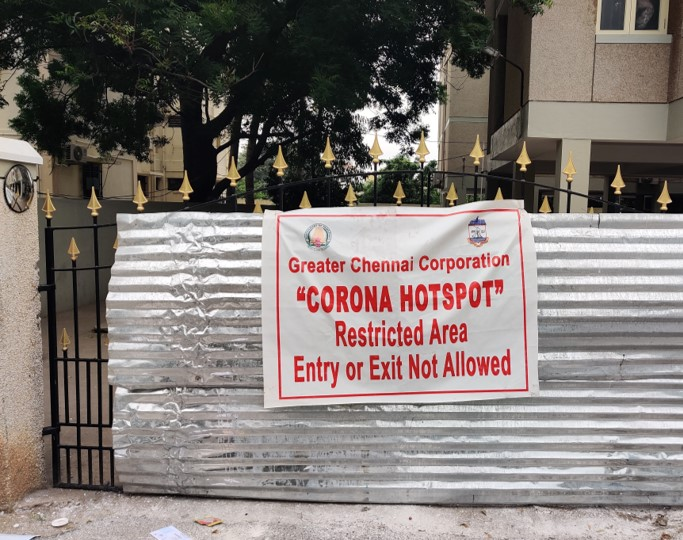 Greater Chennai Corporation
“CORONA HOTSPOT”
Restricted Area
Entry or Exit Not Allowed